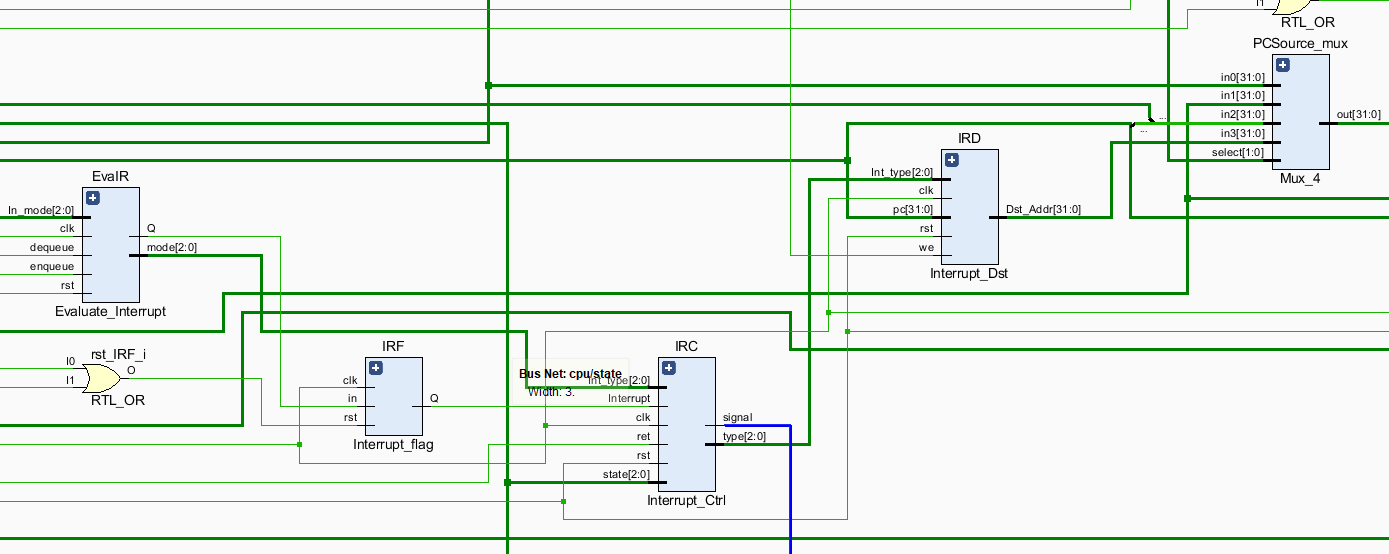 I1
RTL_OR
PCSource_mux
in0[31:0]
in1[31:0]
in2[31:0]
in3[31:0]
select[1:0]
out[31:0]
Mux_4
...
...
IRD
Int_type[2:0]
clk
pc[31:0]
rst
we
Dst_Addr[31:0]
Interrupt_Dst
EvaIR
In_mode[2:0]
clk
dequeue
enqueue
rst
Q
mode[2:0]
Evaluate_Interrupt
rst_IRF_i
I0
I1
O
RTL_OR
IRF
clk
in
rst
Q
Interrupt_flag
Bus Net: cpu/state
Width: 3.
IRC
Int_type[2:0]
Interrupt
clk
ret
rst
state[2:0]
signal
type[2:0]
Interrupt_Ctrl